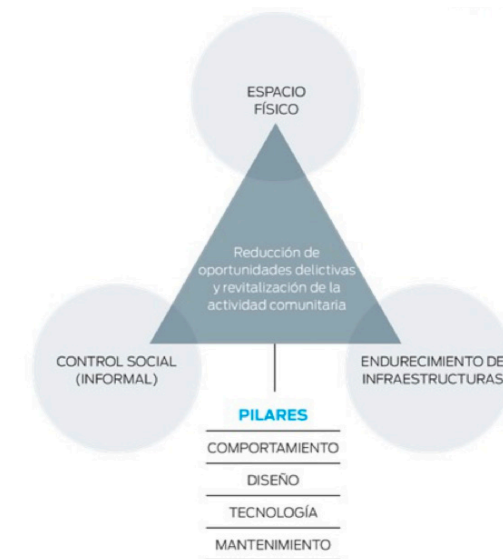 ESPACIO
FÍSICO
Reducción de
oportunidades delictivas
y revitalización de la
actividad comunitaria
CONTROL SOCIAL
(INFORMAL)
ENDURECIMIENTO DE
INFRAESTRUCTURAS
PILARES
COMPORTAMIENTO
DISEÑO
TECNOLOGÍA
MANTENIMIENTO